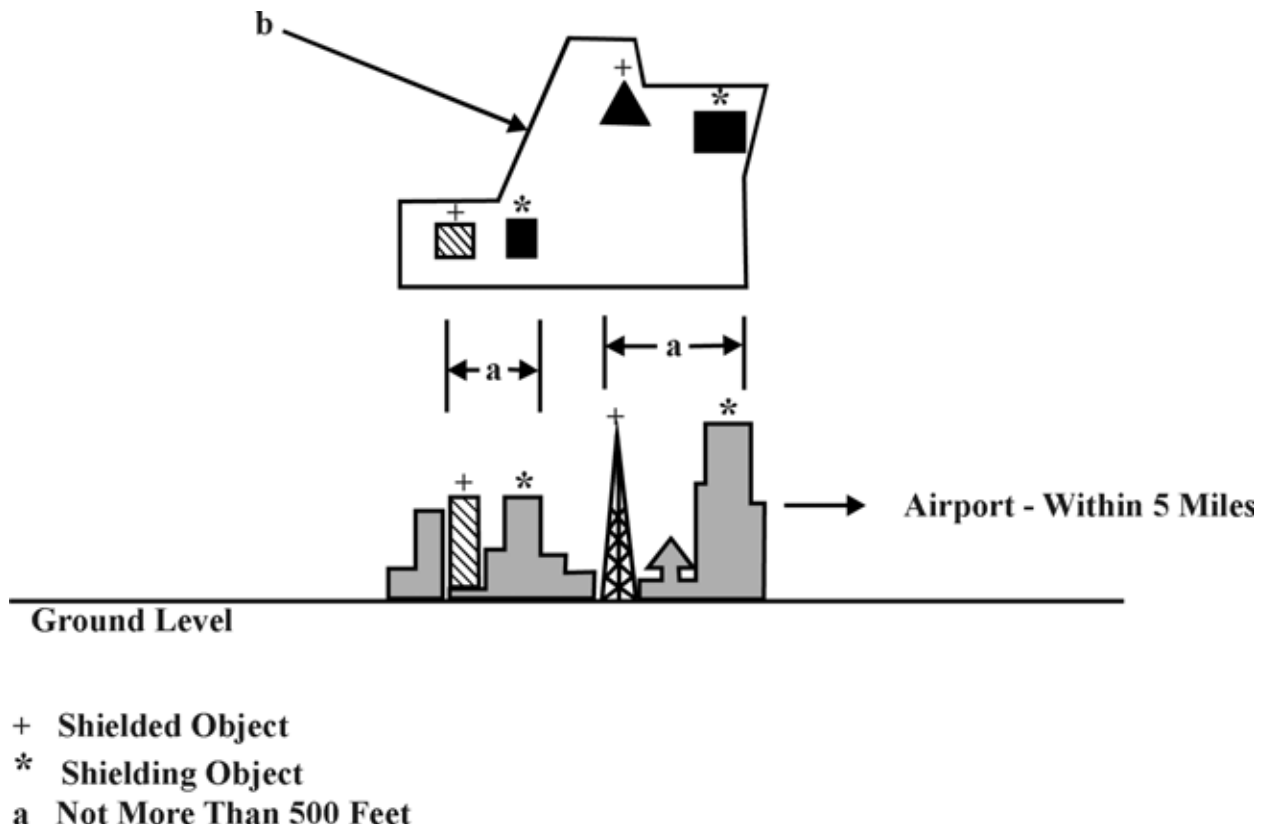 b
+
*
+
*
a
a
+
*
+
*
Airport - Within 5 Miles
Ground Level
+ Shielded Object
* Shielding Object
a Not More Than 500 Feet